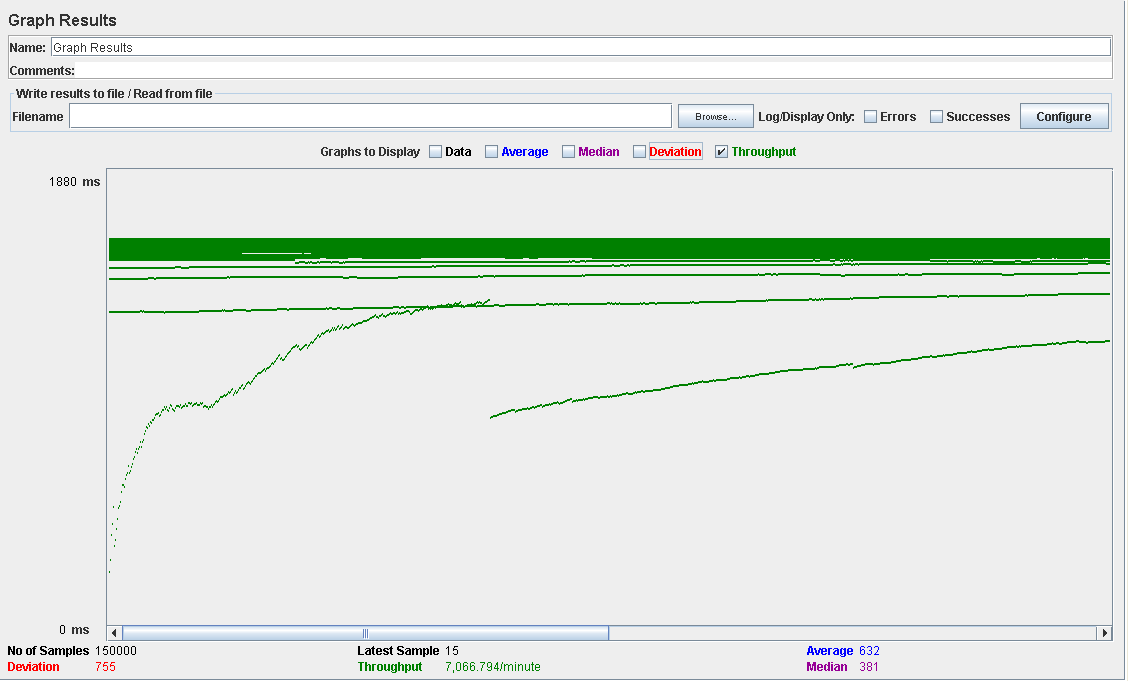 Graph Results
Name: Graph Results
Comments:
Write results to file / Read from file
Filename Browse... Log/Display Only: Errors Successes Configure
Graphs to Display Data Average Median Deviation Throughput
1880 ms
0 ms
No of Samples 150000 Latest Sample 15 Average 632
Deviation 755 Throughput 7,066.794/minute Median 381